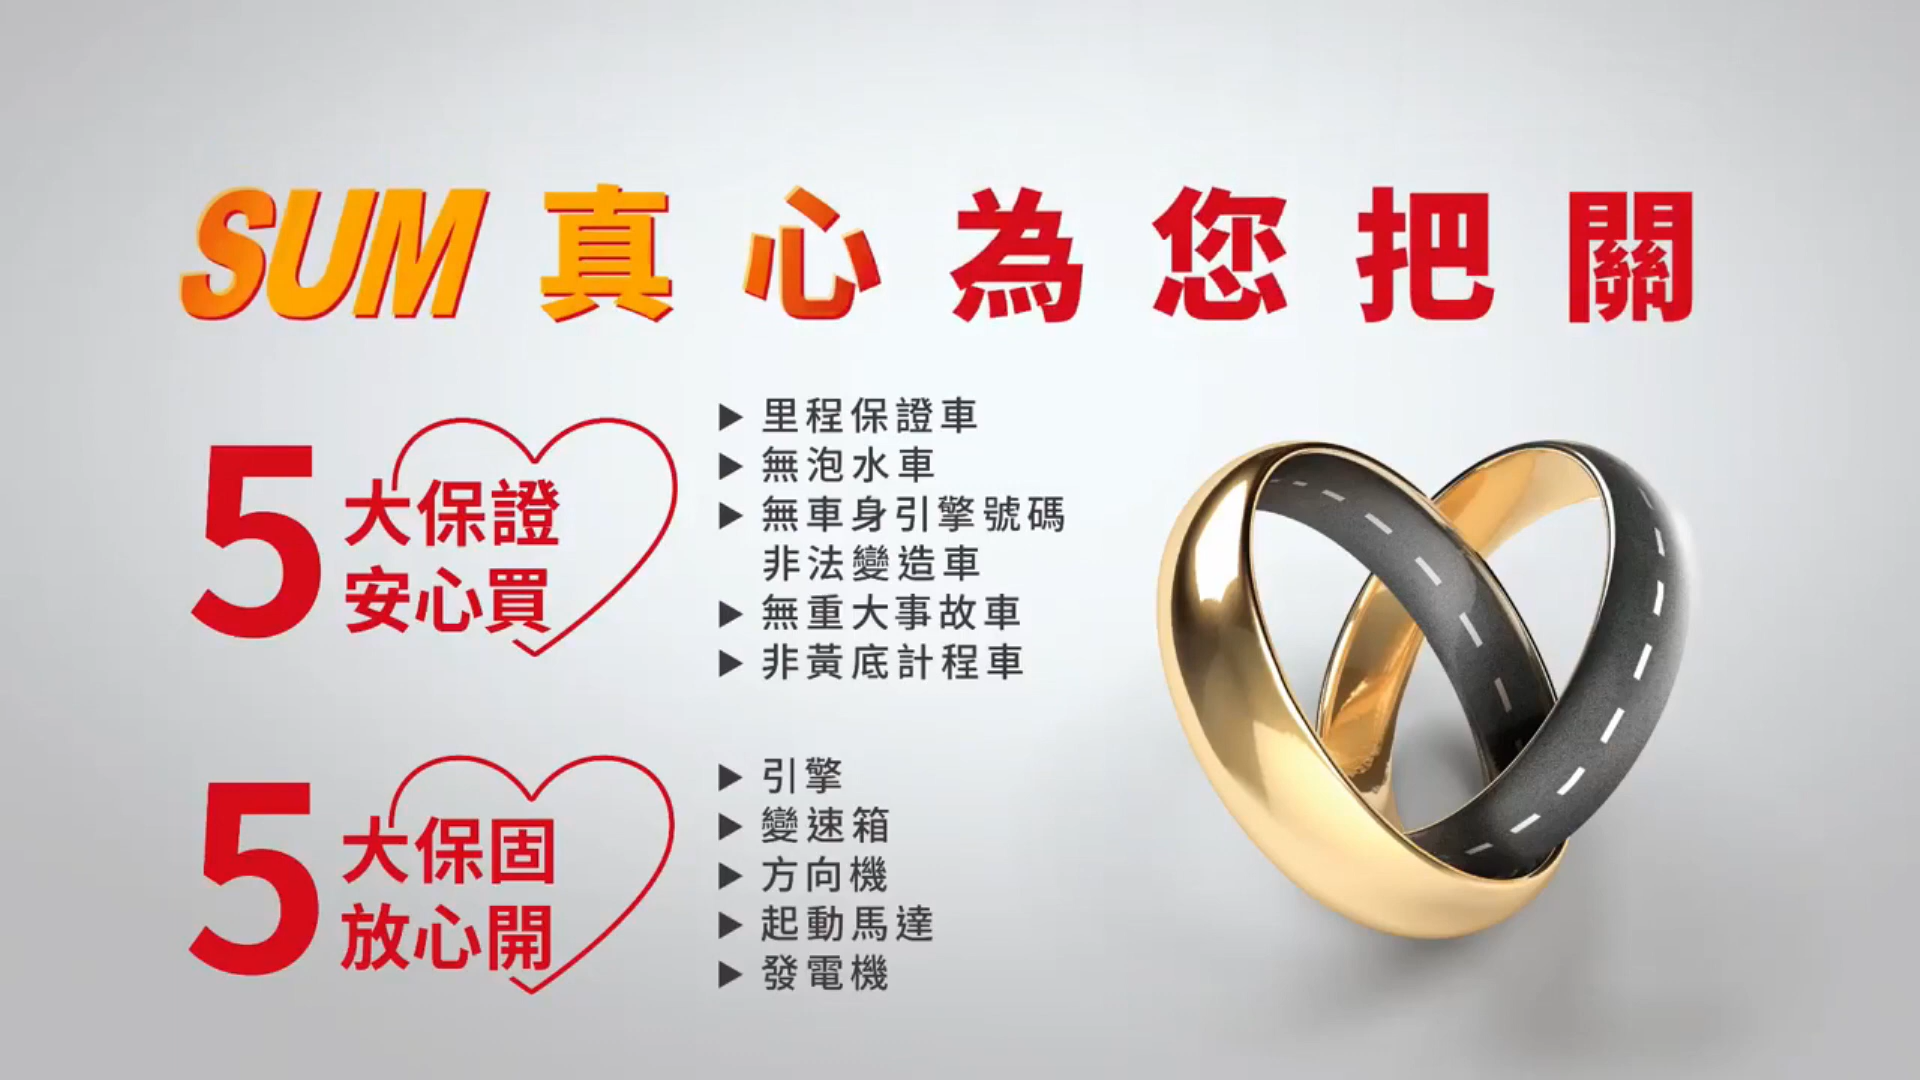 SUM 真心為您把關
5大保證
安心買
▶ 里程保證車
▶ 無泡水車
▶ 無車身引擎號碼
非法變造車
▶ 無重大事故車
▶ 非黃底計程車
5大保固
放心開
▶ 引擎
▶ 變速箱
▶ 方向機
▶ 起動馬達
▶ 發電機